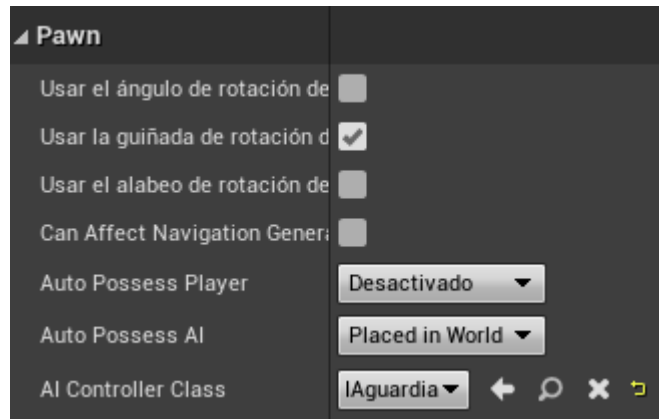 Pawn
Usar el ángulo de rotación de
Usar la guiñada de rotación d
Usar el alabeo de rotación de
Can Affect Navigation Genera
Auto Possess Player Desactivado
Auto Possess AI Placed in World
AI Controller Class IAguardia